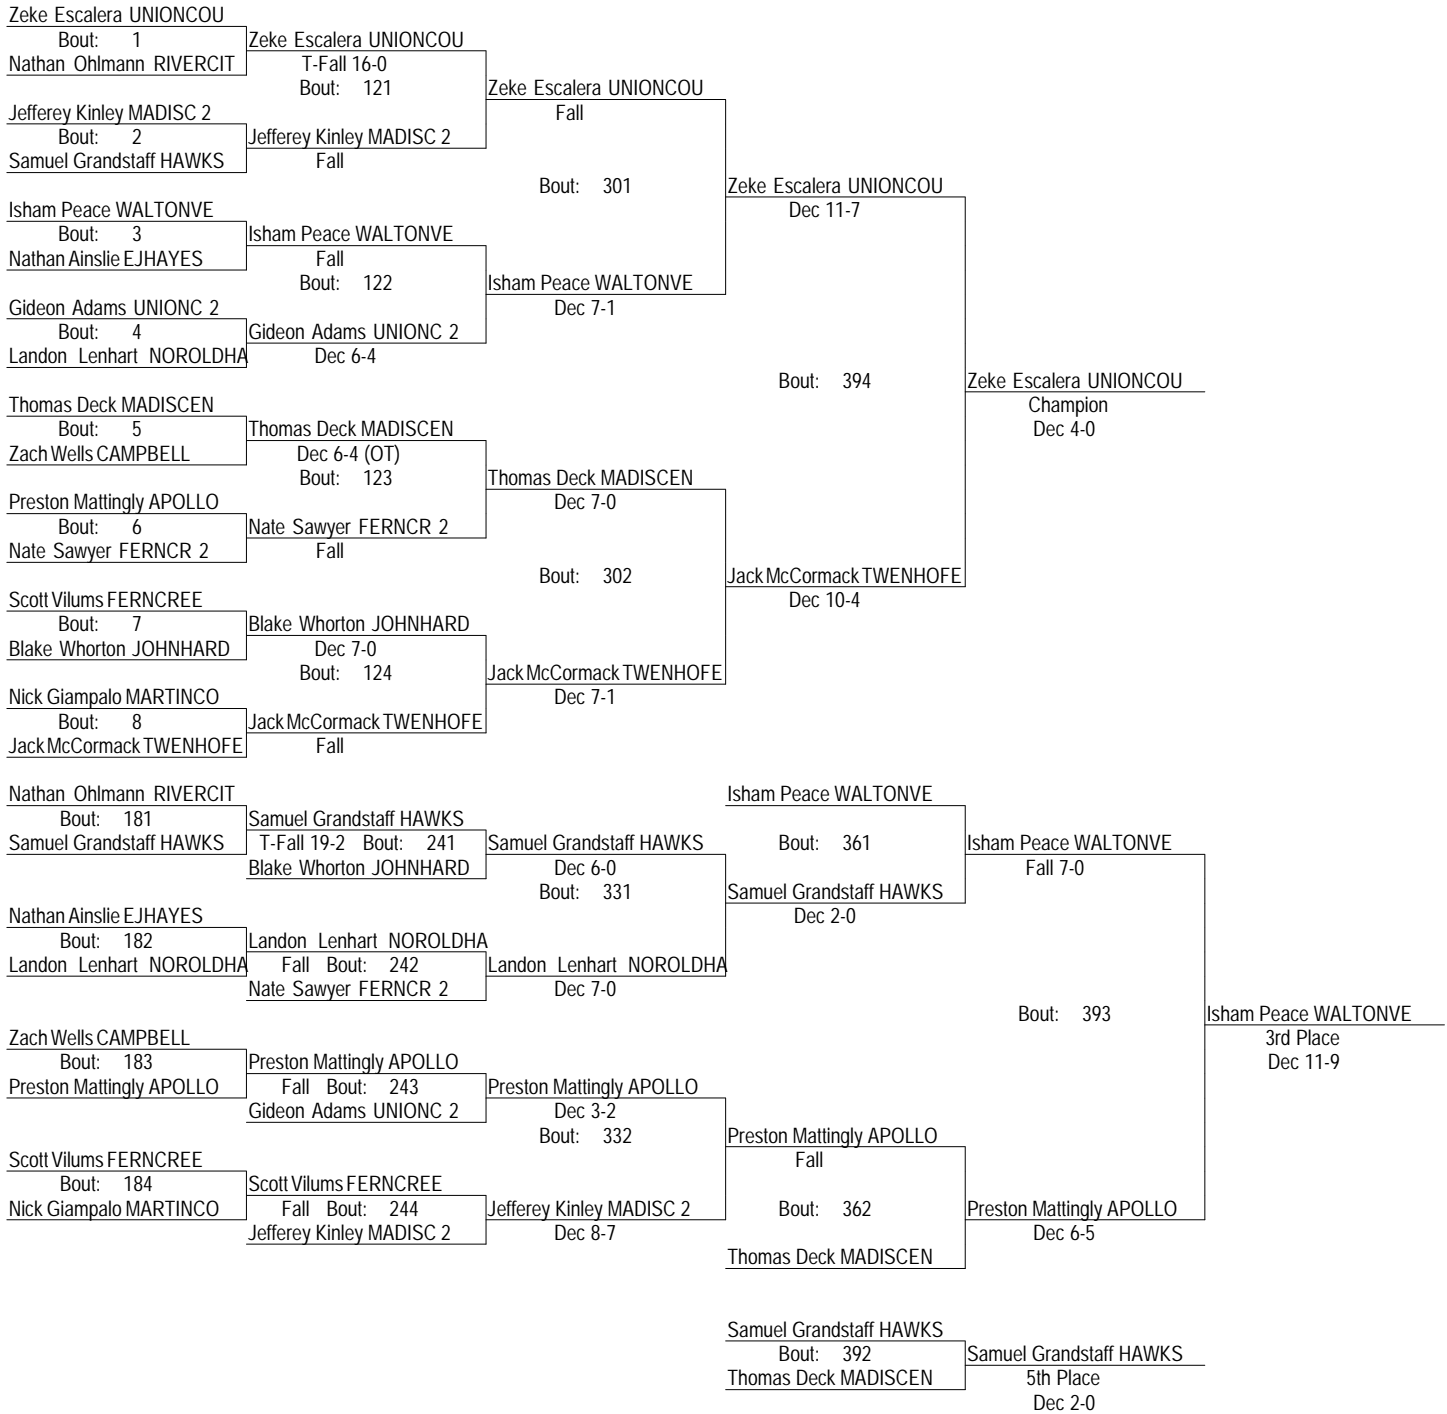 Zeke Escalera UNIONCOU
Bout: 1
Zeke Escalera UNIONCOU
Nathan Ohlmann RIVERCIT
T-Fall 16-0
Bout: 121
Zeke Escalera UNIONCOU
Jefferey Kinley MADISC 2
Fall
Bout: 2
Jefferey Kinley MADISC 2
Samuel Grandstaff HAWKS
Fall
Bout: 301
Zeke Escalera UNIONCOU
Isham Peace WALTONVE
Dec 11-7
Bout: 3
Isham Peace WALTONVE
Nathan Ainslie EJHAYES
Fall
Bout: 122
Isham Peace WALTONVE
Gideon Adams UNIONC 2
Dec 7-1
Bout: 4
Gideon Adams UNIONC 2
Landon Lenhart NOROLDHA
Dec 6-4
Bout: 394
Zeke Escalera UNIONCOU
Thomas Deck MADISCEN
Champion
Bout: 5
Thomas Deck MADISCEN
Dec 4-0
Zach Wells CAMPBELL
Dec 6-4 (OT)
Bout: 123
Thomas Deck MADISCEN
Preston Mattingly APOLLO
Dec 7-0
Bout: 6
Nate Sawyer FERNCR 2
Nate Sawyer FERNCR 2
Fall
Bout: 302
Jack McCormack TWENHOFE
Scott Vilums FERNCREE
Dec 10-4
Bout: 7
Blake Whorton JOHNHARD
Blake Whorton JOHNHARD
Dec 7-0
Bout: 124
Jack McCormack TWENHOFE
Nick Giampalo MARTINCO
Dec 7-1
Bout: 8
Jack McCormack TWENHOFE
Jack McCormack TWENHOFE
Fall
Nathan Ohlmann RIVERCIT
Isham Peace WALTONVE
Bout: 181
Samuel Grandstaff HAWKS
Samuel Grandstaff HAWKS
T-Fall 19-2 Bout: 241
Samuel Grandstaff HAWKS
Bout: 361
Isham Peace WALTONVE
Blake Whorton JOHNHARD
Dec 6-0
Fall 7-0
Bout: 331
Samuel Grandstaff HAWKS
Nathan Ainslie EJHAYES
Dec 2-0
Bout: 182
Landon Lenhart NOROLDHA
Landon Lenhart NOROLDHA
Fall Bout: 242
Landon Lenhart NOROLDHA
Nate Sawyer FERNCR 2
Dec 7-0
Bout: 393
Isham Peace WALTONVE
Zach Wells CAMPBELL
3rd Place
Bout: 183
Preston Mattingly APOLLO
Dec 11-9
Preston Mattingly APOLLO
Fall Bout: 243
Preston Mattingly APOLLO
Gideon Adams UNIONC 2
Dec 3-2
Bout: 332
Preston Mattingly APOLLO
Scott Vilums FERNCREE
Fall
Bout: 184
Scott Vilums FERNCREE
Nick Giampalo MARTINCO
Fall Bout: 244
Jefferey Kinley MADISC 2
Bout: 362
Preston Mattingly APOLLO
Jefferey Kinley MADISC 2
Dec 8-7
Dec 6-5
Thomas Deck MADISCEN
Samuel Grandstaff HAWKS
Bout: 392
Samuel Grandstaff HAWKS
Thomas Deck MADISCEN
5th Place
Dec 2-0